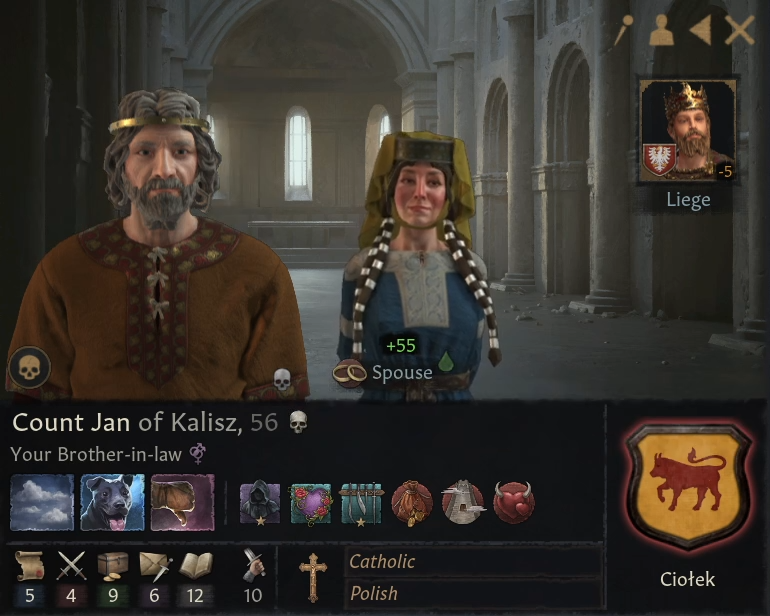 -5
Liege
+55
Spouse
Count Jan of Kalisz, 56
Your Brother-in-law
Ciołek
5 4 9 6 12 10
Catholic
Polish